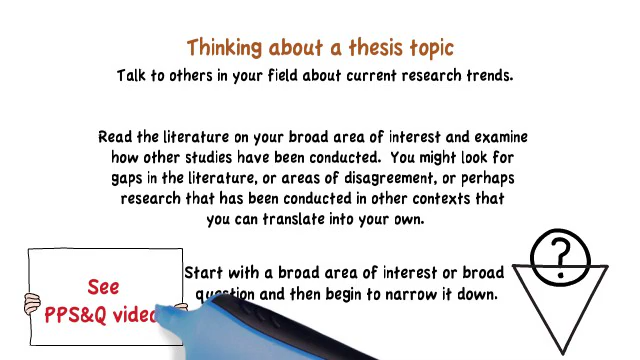 Thinking about a thesis topic
Talk to others in your field about current research trends.
Read the literature on your broad area of interest and examine
how other studies have been conducted. You might look for
gaps in the literature, or areas of disagreement, or perhaps
research that has been conducted in other contexts that
you can translate into your own.
?
Start with a broad area of interest or broad
question and then begin to narrow it down.
See
PPS&Q video